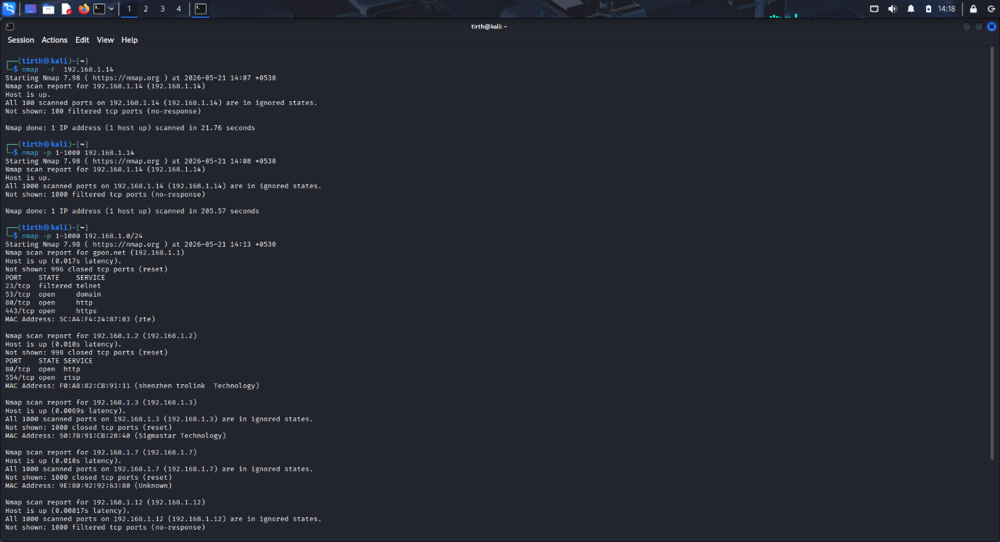 1 2 3 4 14:18
tirth@kali: ~
Session Actions Edit View Help
┌──(tirth㉿kali)-[~]
└─$ nmap  -F  192.168.1.14
Starting Nmap 7.98 ( https://nmap.org ) at 2026-05-21 14:07 +0530
Nmap scan report for 192.168.1.14 (192.168.1.14)
Host is up.
All 100 scanned ports on 192.168.1.14 (192.168.1.14) are in ignored states.
Not shown: 100 filtered tcp ports (no-response)
Nmap done: 1 IP address (1 host up) scanned in 21.76 seconds
┌──(tirth㉿kali)-[~]
└─$ nmap -p 1-1000 192.168.1.14
Starting Nmap 7.98 ( https://nmap.org ) at 2026-05-21 14:08 +0530
Nmap scan report for 192.168.1.14 (192.168.1.14)
Host is up.
All 1000 scanned ports on 192.168.1.14 (192.168.1.14) are in ignored states.
Not shown: 1000 filtered tcp ports (no-response)
Nmap done: 1 IP address (1 host up) scanned in 205.57 seconds
┌──(tirth㉿kali)-[~]
└─$ nmap -p 1-1000 192.168.1.0/24
Starting Nmap 7.98 ( https://nmap.org ) at 2026-05-21 14:13 +0530
Nmap scan report for gpon.net (192.168.1.1)
Host is up (0.017s latency).
Not shown: 996 closed tcp ports (reset)
PORT    STATE    SERVICE
23/tcp  filtered telnet
53/tcp  open     domain
80/tcp  open     http
443/tcp open     https
MAC Address: 5C:A4:F4:24:87:03 (zte)
Nmap scan report for 192.168.1.2 (192.168.1.2)
Host is up (0.010s latency).
Not shown: 998 closed tcp ports (reset)
PORT    STATE SERVICE
80/tcp  open  http
554/tcp open  rtsp
MAC Address: F0:A8:82:CB:91:11 (shenzhen trolink  Technology)
Nmap scan report for 192.168.1.3 (192.168.1.3)
Host is up (0.0069s latency).
All 1000 scanned ports on 192.168.1.3 (192.168.1.3) are in ignored states.
Not shown: 1000 closed tcp ports (reset)
MAC Address: 50:7B:91:CB:28:40 (Sigmastar Technology)
Nmap scan report for 192.168.1.7 (192.168.1.7)
Host is up (0.010s latency).
All 1000 scanned ports on 192.168.1.7 (192.168.1.7) are in ignored states.
Not shown: 1000 closed tcp ports (reset)
MAC Address: 9E:80:92:92:63:80 (Unknown)
Nmap scan report for 192.168.1.12 (192.168.1.12)
Host is up (0.00017s latency).
All 1000 scanned ports on 192.168.1.12 (192.168.1.12) are in ignored states.
Not shown: 1000 filtered tcp ports (no-response)